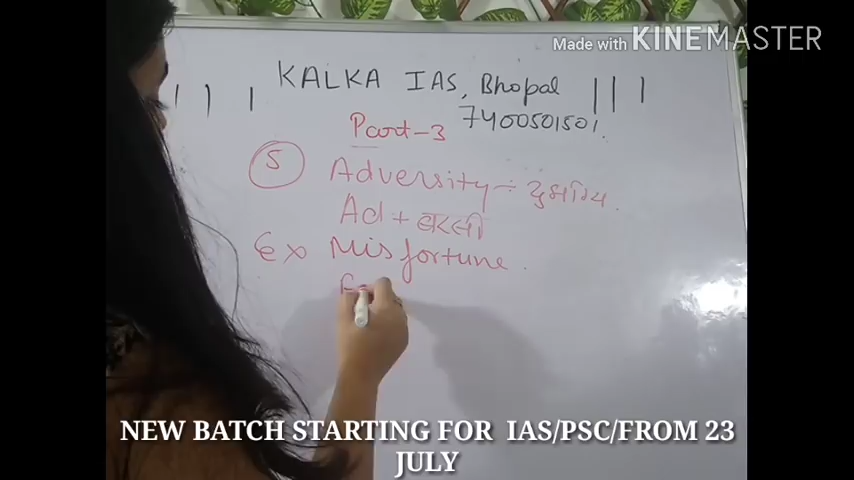 Made with KINEMASTER
KALKA IAS, Bhopal
7400501501.
Part-3
5 Adversity ÷ दुर्भाग्य.
Ad +
Ex Misfortune.
NEW BATCH STARTING FOR IAS/PSC/FROM 23
JULY